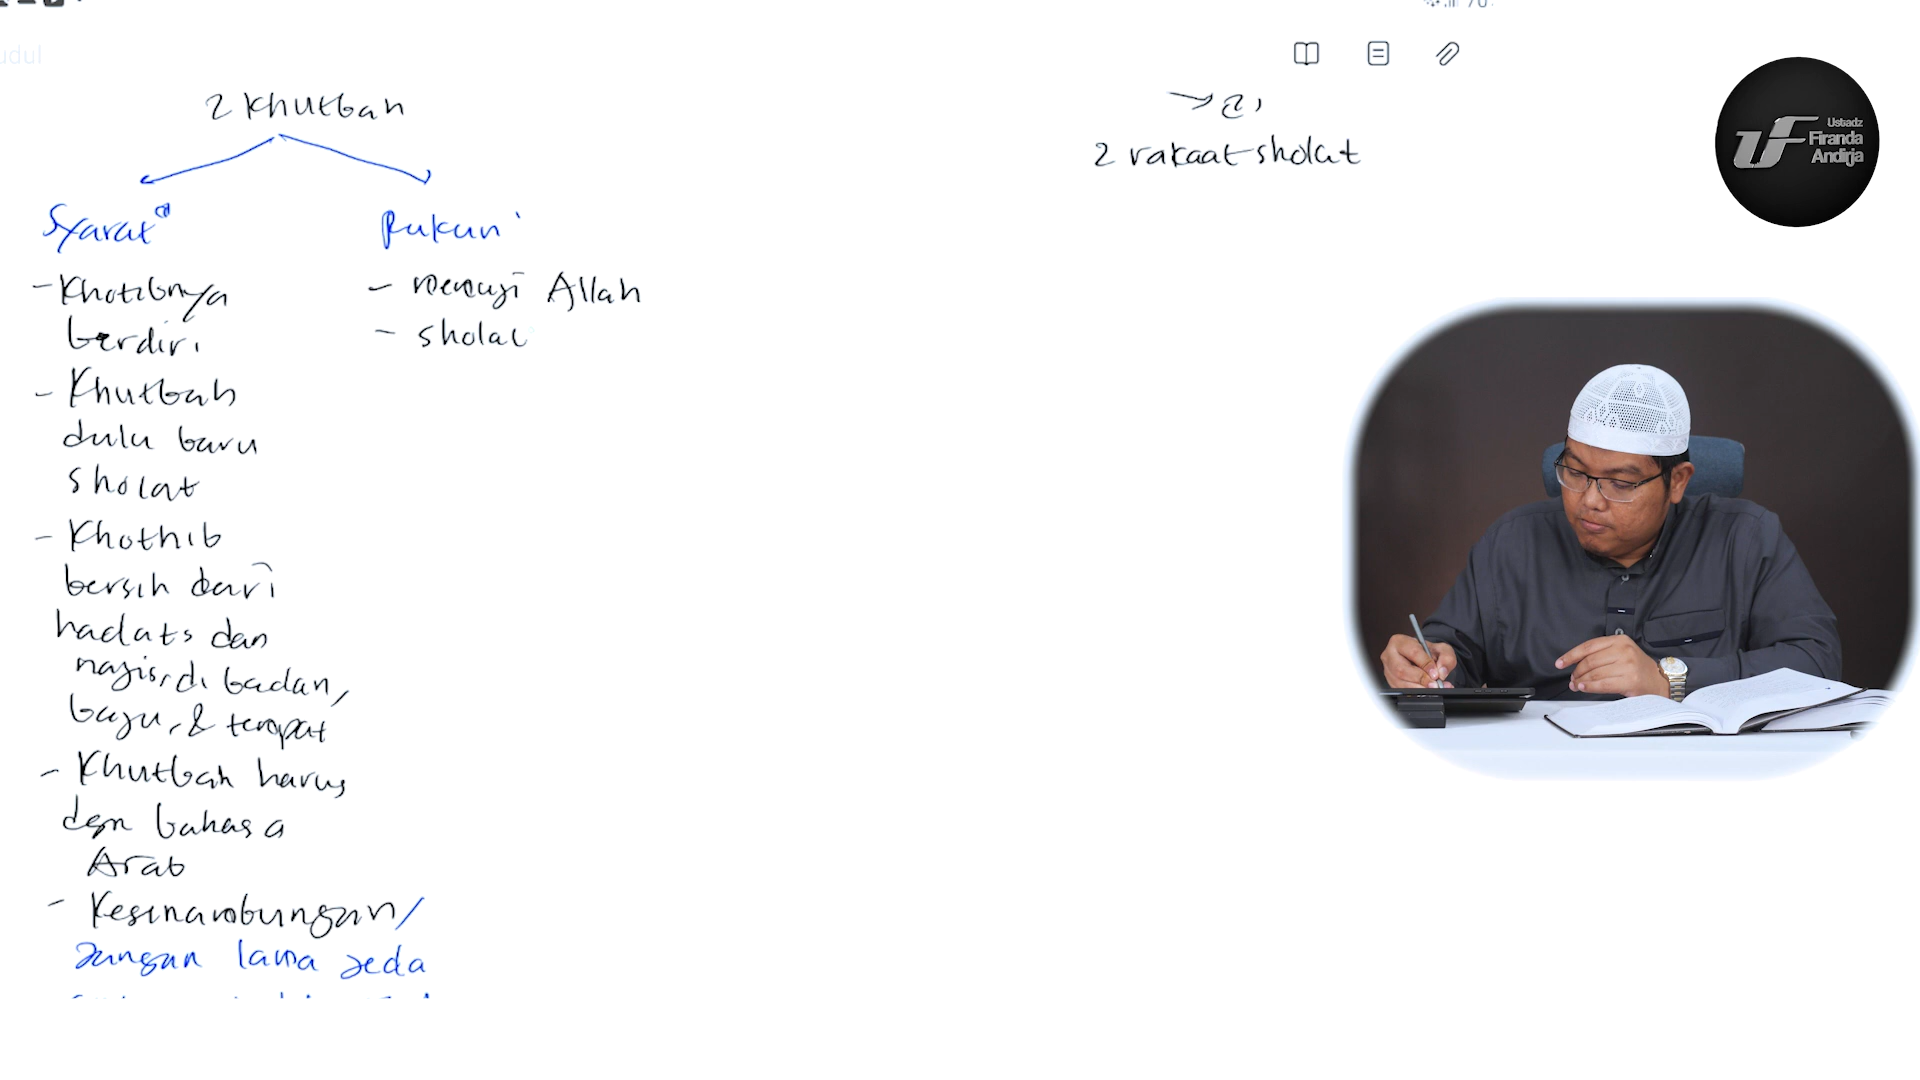 udul
2 Khutbah
Syarat
- Khotibnya
berdiri
- Khutbah
dulu baru
sholat
- Khothib
bersih dari
hadats dan
najis, di badan,
baju, & tempat
- Khutbah harus
dgn bahasa
Arab
- Kesinambungan/
Jangan lama jeda
Rukun
- memuji Allah
- sholat
2 rakaat sholat
Ustadz
Firanda
Andirja